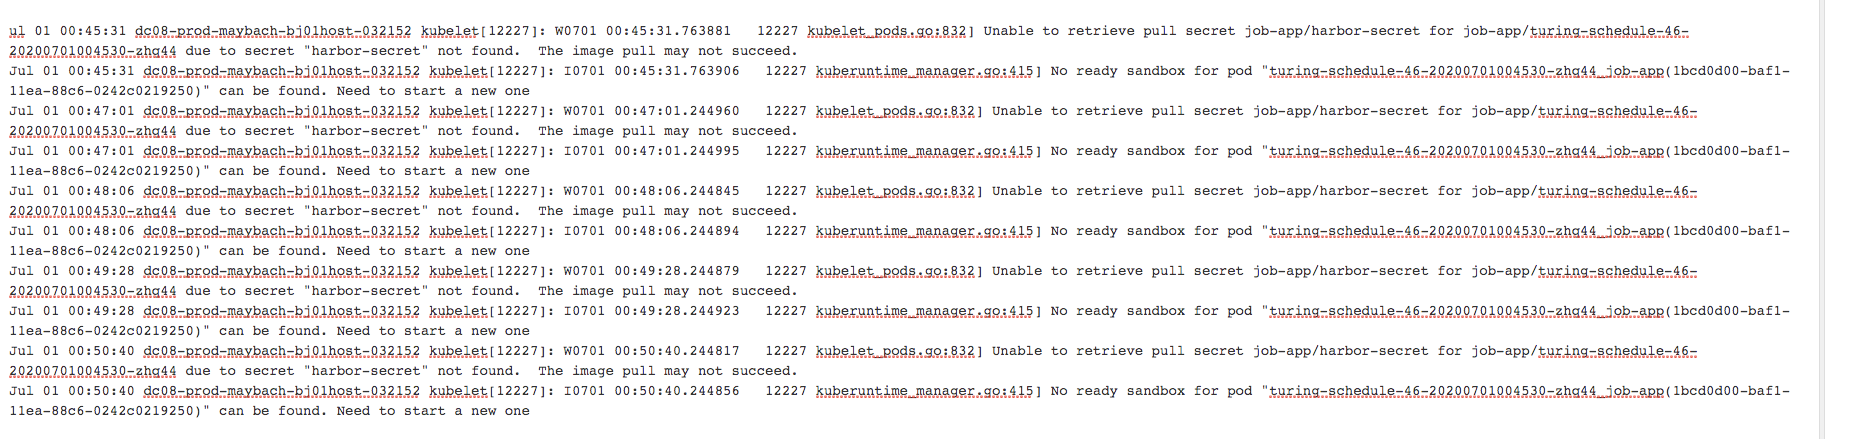 ul 01 00:45:31 dc08-prod-maybach-bj01host-032152 kubelet[12227]: W0701 00:45:31.763881   12227 kubelet_pods.go:832] Unable to retrieve pull secret job-app/harbor-secret for job-app/turing-schedule-46-
20200701004530-zhq44 due to secret "harbor-secret" not found.  The image pull may not succeed.
Jul 01 00:45:31 dc08-prod-maybach-bj01host-032152 kubelet[12227]: I0701 00:45:31.763906   12227 kuberuntime_manager.go:415] No ready sandbox for pod "turing-schedule-46-20200701004530-zhq44_job-app(1bcd0d00-baf1-
11ea-88c6-0242c0219250)" can be found. Need to start a new one
Jul 01 00:47:01 dc08-prod-maybach-bj01host-032152 kubelet[12227]: W0701 00:47:01.244960   12227 kubelet_pods.go:832] Unable to retrieve pull secret job-app/harbor-secret for job-app/turing-schedule-46-
20200701004530-zhq44 due to secret "harbor-secret" not found.  The image pull may not succeed.
Jul 01 00:47:01 dc08-prod-maybach-bj01host-032152 kubelet[12227]: I0701 00:47:01.244995   12227 kuberuntime_manager.go:415] No ready sandbox for pod "turing-schedule-46-20200701004530-zhq44_job-app(1bcd0d00-baf1-
11ea-88c6-0242c0219250)" can be found. Need to start a new one
Jul 01 00:48:06 dc08-prod-maybach-bj01host-032152 kubelet[12227]: W0701 00:48:06.244845   12227 kubelet_pods.go:832] Unable to retrieve pull secret job-app/harbor-secret for job-app/turing-schedule-46-
20200701004530-zhq44 due to secret "harbor-secret" not found.  The image pull may not succeed.
Jul 01 00:48:06 dc08-prod-maybach-bj01host-032152 kubelet[12227]: I0701 00:48:06.244894   12227 kuberuntime_manager.go:415] No ready sandbox for pod "turing-schedule-46-20200701004530-zhq44_job-app(1bcd0d00-baf1-
11ea-88c6-0242c0219250)" can be found. Need to start a new one
Jul 01 00:49:28 dc08-prod-maybach-bj01host-032152 kubelet[12227]: W0701 00:49:28.244879   12227 kubelet_pods.go:832] Unable to retrieve pull secret job-app/harbor-secret for job-app/turing-schedule-46-
20200701004530-zhq44 due to secret "harbor-secret" not found.  The image pull may not succeed.
Jul 01 00:49:28 dc08-prod-maybach-bj01host-032152 kubelet[12227]: I0701 00:49:28.244923   12227 kuberuntime_manager.go:415] No ready sandbox for pod "turing-schedule-46-20200701004530-zhq44_job-app(1bcd0d00-baf1-
11ea-88c6-0242c0219250)" can be found. Need to start a new one
Jul 01 00:50:40 dc08-prod-maybach-bj01host-032152 kubelet[12227]: W0701 00:50:40.244817   12227 kubelet_pods.go:832] Unable to retrieve pull secret job-app/harbor-secret for job-app/turing-schedule-46-
20200701004530-zhq44 due to secret "harbor-secret" not found.  The image pull may not succeed.
Jul 01 00:50:40 dc08-prod-maybach-bj01host-032152 kubelet[12227]: I0701 00:50:40.244856   12227 kuberuntime_manager.go:415] No ready sandbox for pod "turing-schedule-46-20200701004530-zhq44_job-app(1bcd0d00-baf1-
11ea-88c6-0242c0219250)" can be found. Need to start a new one